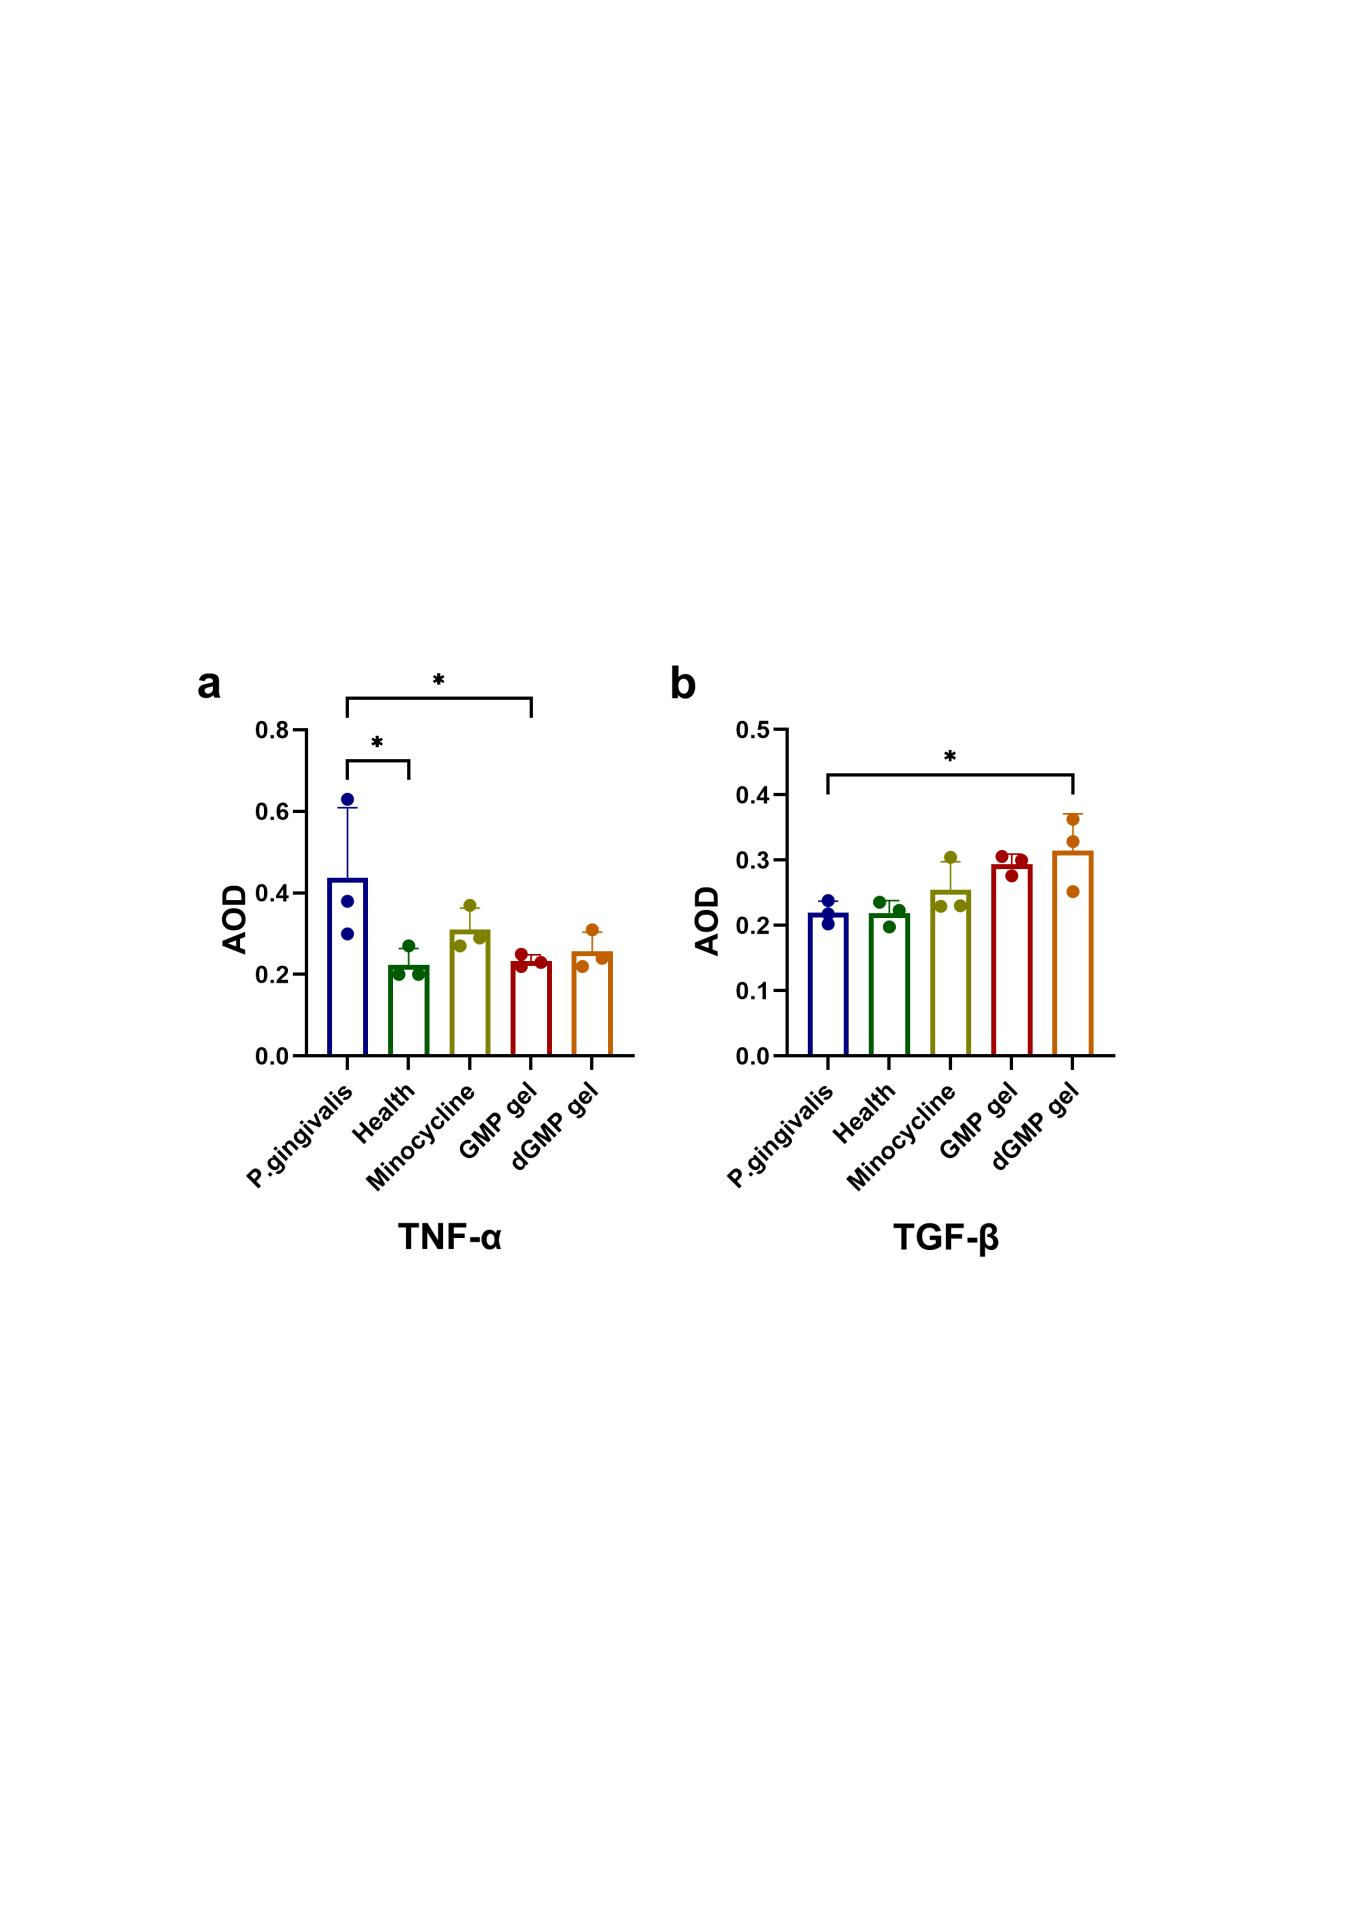 a
*
*
0.8
0.6
0.4
0.2
0.0
AOD
P.gingivalis
Health
Minocycline
GMP gel
dGMP gel
TNF-α
b
*
0.5
0.4
0.3
0.2
0.1
0.0
AOD
P.gingivalis
Health
Minocycline
GMP gel
dGMP gel
TGF-β